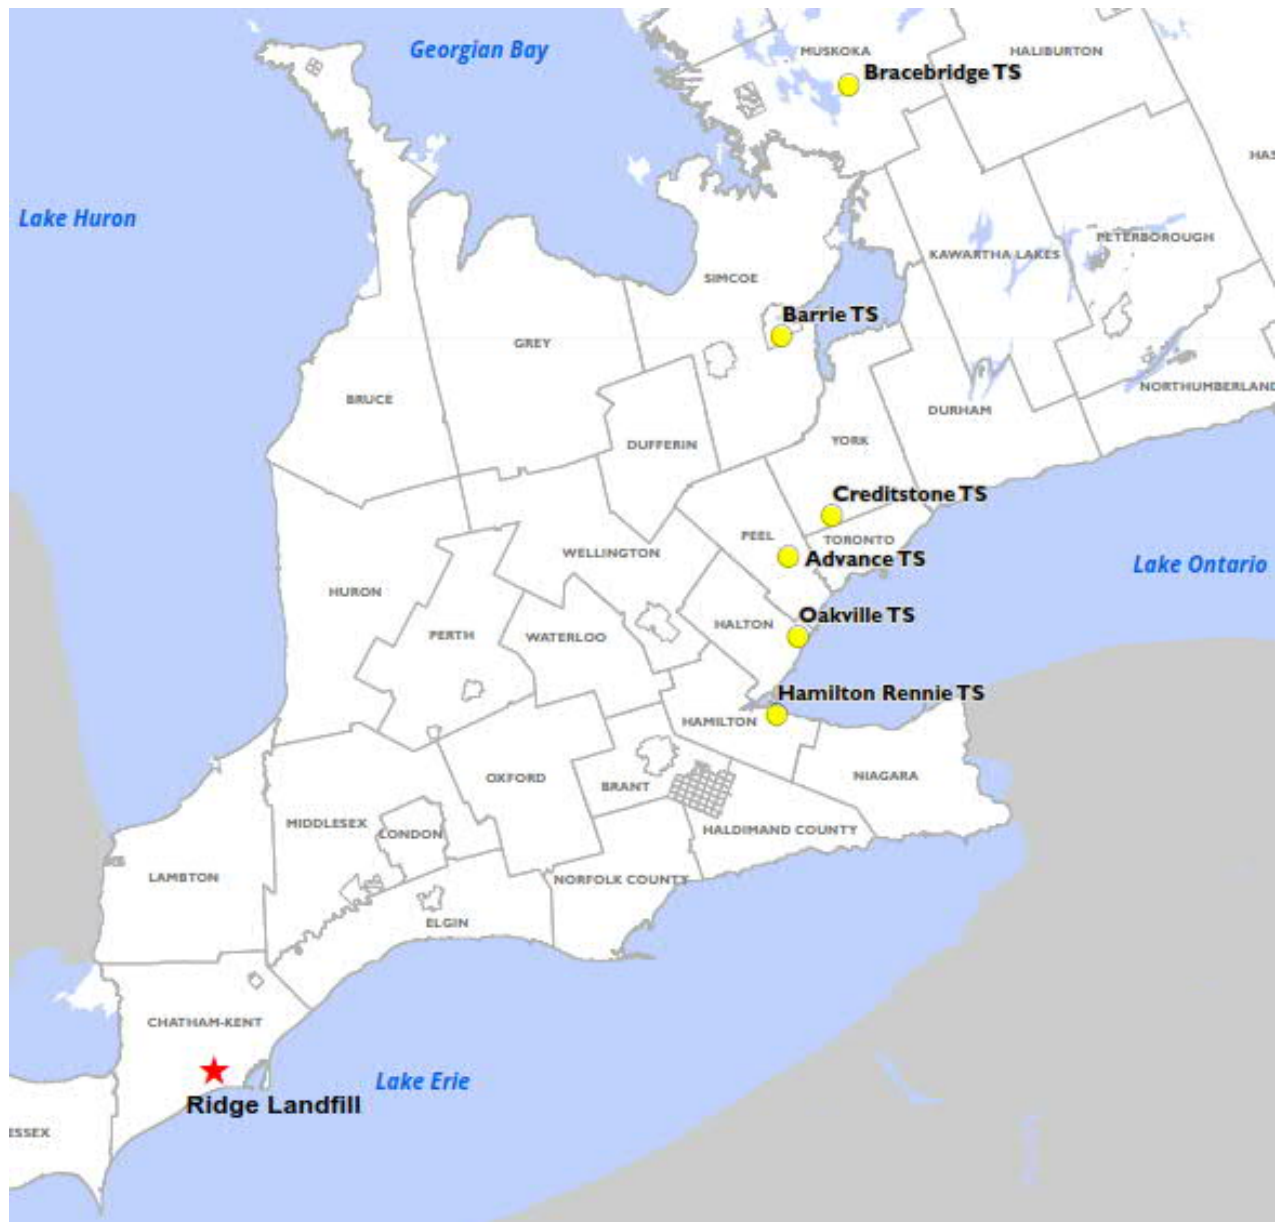 Georgian Bay
MUSKOKA
HALIBURTON
Bracebridge TS
HAS
Lake Huron
PETERBOROUGH
KAWARTHA LAKES
SIMCOE
Barrie TS
GREY
NORTHUMBERLAND
BRUCE
DURHAM
DUFFERIN
YORK
Creditstone TS
PEEL
TORONTO
WELLINGTON
Advance TS
Lake Ontario
HURON
Oakville TS
HALTON
PERTH
WATERLOO
Hamilton Rennie TS
HAMILTON
OXFORD
NIAGARA
BRANT
MIDDLESEX
LONDON
HALDIMAND COUNTY
LAMBTON
NORFOLK COUNTY
ELGIN
CHATHAM-KENT
Lake Erie
Ridge Landfill
ESSEX